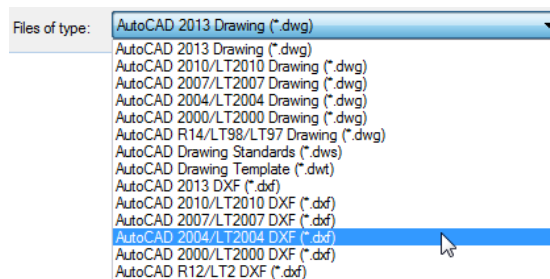 Files of type: AutoCAD 2013 Drawing (*.dwg)
AutoCAD 2013 Drawing (*.dwg)
AutoCAD 2010/LT2010 Drawing (*.dwg)
AutoCAD 2007/LT2007 Drawing (*.dwg)
AutoCAD 2004/LT2004 Drawing (*.dwg)
AutoCAD 2000/LT2000 Drawing (*.dwg)
AutoCAD R14/LT98/LT97 Drawing (*.dwg)
AutoCAD Drawing Standards (*.dws)
AutoCAD Drawing Template (*.dwt)
AutoCAD 2013 DXF (*.dxf)
AutoCAD 2010/LT2010 DXF (*.dxf)
AutoCAD 2007/LT2007 DXF (*.dxf)
AutoCAD 2004/LT2004 DXF (*.dxf)
AutoCAD 2000/LT2000 DXF (*.dxf)
AutoCAD R12/LT2 DXF (*.dxf)